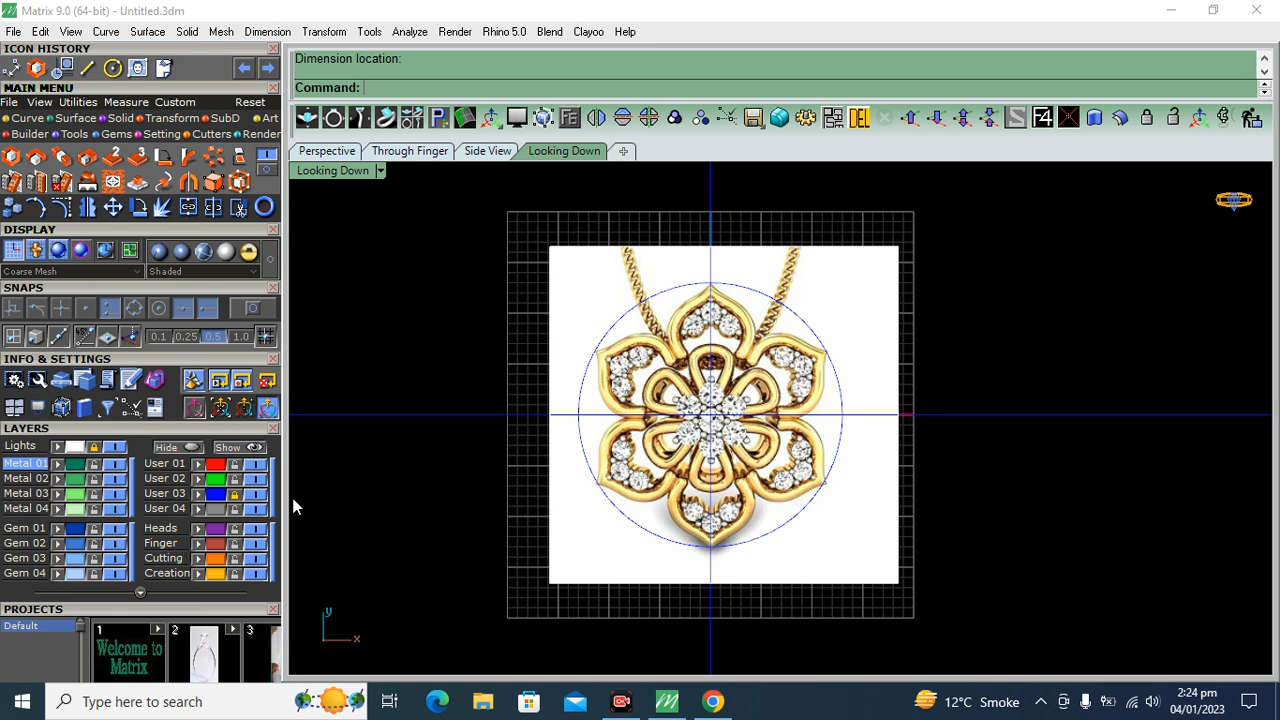 Matrix 9.0 (64-bit) - Untitled.3dm
File Edit View Curve Surface Solid Mesh Dimension Transform Tools Analyze Render Rhino 5.0 Blend Clayoo Help
ICON HISTORY
Dimension location:
MAIN MENU
Command:
File View Utilities Measure Custom Reset
Curve Surface Solid Transform SubD Art
Builder Tools Gems Setting Cutters Render
P FE DEL S F4
Perspective Through Finger Side View Looking Down
Looking Down
DISPLAY
Coarse Mesh Shaded
SNAPS
0.1 0.25 0.5 1.0
INFO & SETTINGS
LAYERS
Lights Hide Show
Metal 01 User 01
Metal 02 User 02
Metal 03 User 03
Metal 04 User 04
Gem 01 Heads
Gem 02 Finger
Gem 03 Cutting
Gem 04 Creation
y
x
PROJECTS
Default
1 2 3
Welcome to
Matrix
Type here to search
12°C Smoke
2:24 pm
04/01/2023